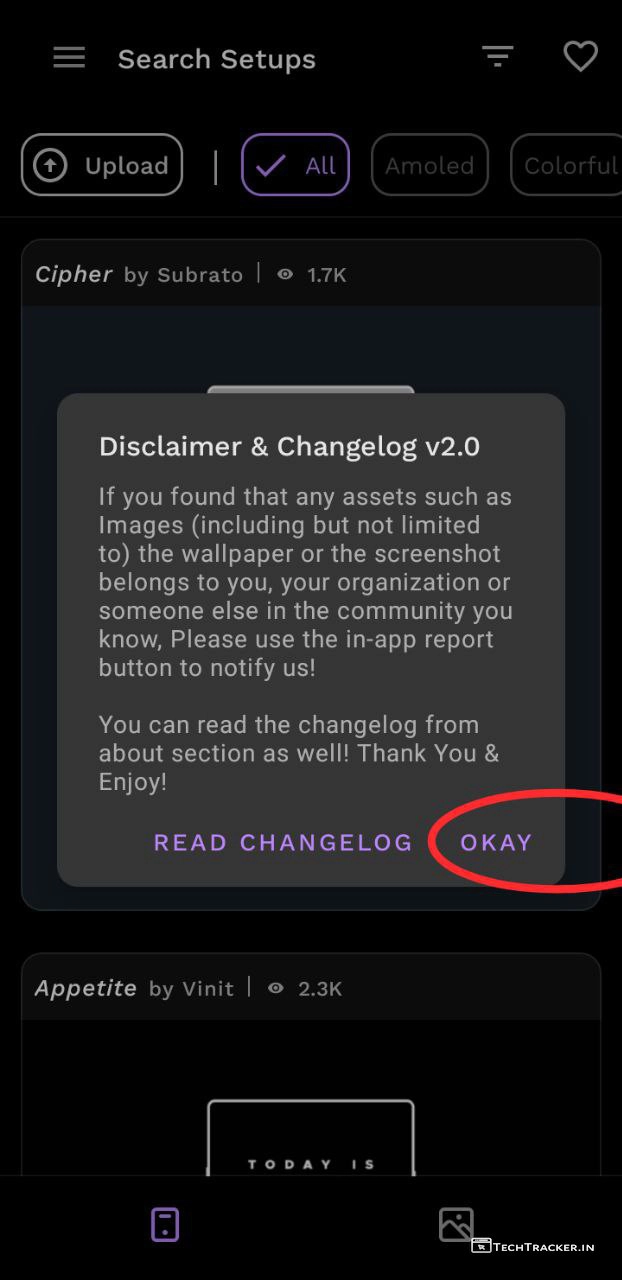 Search Setups
Upload | All Amoled Colorful
Cipher by Subrato | 1.7K
Disclaimer & Changelog v2.0
If you found that any assets such as
Images (including but not limited
to) the wallpaper or the screenshot
belongs to you, your organization or
someone else in the community you
know, Please use the in-app report
button to notify us!
You can read the changelog from
about section as well! Thank You &
Enjoy!
READ CHANGELOG OKAY
Appetite by Vinit | 2.3K
TODAY IS
TECHTRACKER.IN